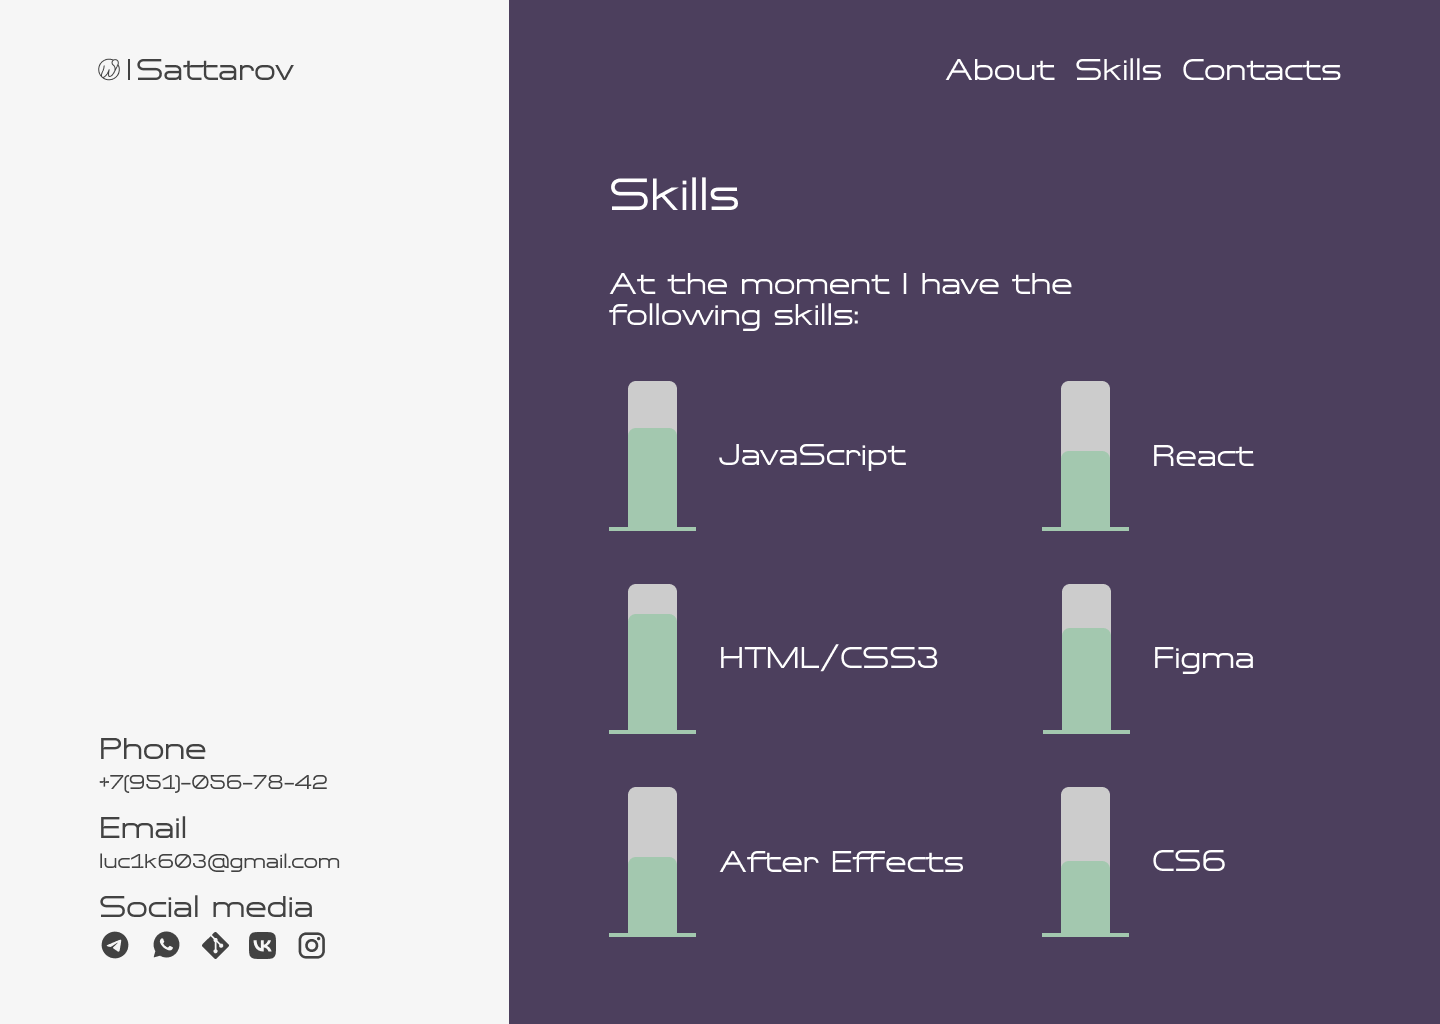 |Sattarov
About Skills Contacts
Skills
At the moment I have the
following skills:
JavaScript
React
HTML/CSS3
Figma
After Effects
CS6
Phone
+7(951)-056-78-42
Email
luc1k603@gmail.com
Social media